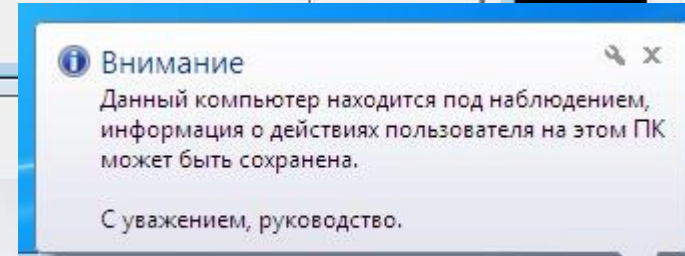 Внимание
Данный компьютер находится под наблюдением,
информация о действиях пользователя на этом ПК
может быть сохранена.
С уважением, руководство.